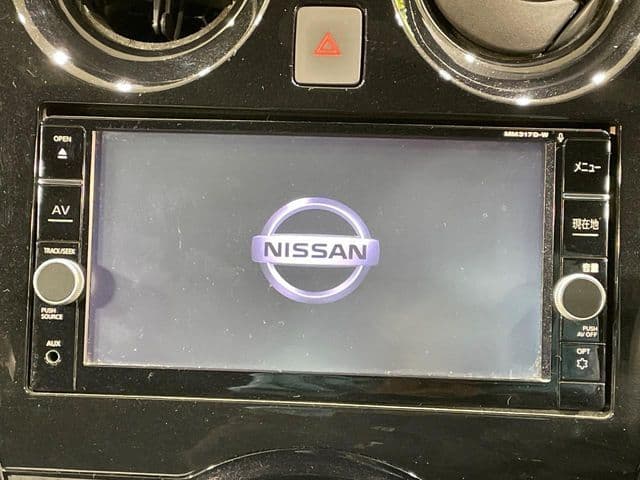 MM317D-W
OPEN
メニュー
AV
現在地
NISSAN
TRACK/SEEK
音量
PUSH
SOURCE
PUSH
AV OFF
AUX
OPT